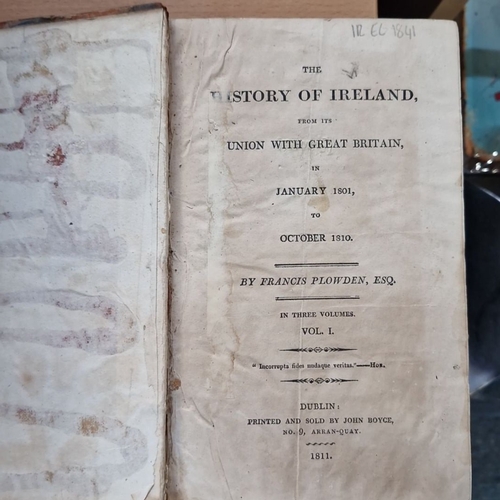 IR EC 1841
THE
HISTORY OF IRELAND,
FROM ITS
UNION WITH GREAT BRITAIN,
IN
JANUARY 1801,
TO
OCTOBER 1810.
BY FRANCIS PLOWDEN, ESQ.
IN THREE VOLUMES.
VOL. I.
" Incorrupta fides nudaque veritas."—HOR.
DUBLIN:
PRINTED AND SOLD BY JOHN BOYCE,
NO. 9, ARRAN-QUAY.
1811.